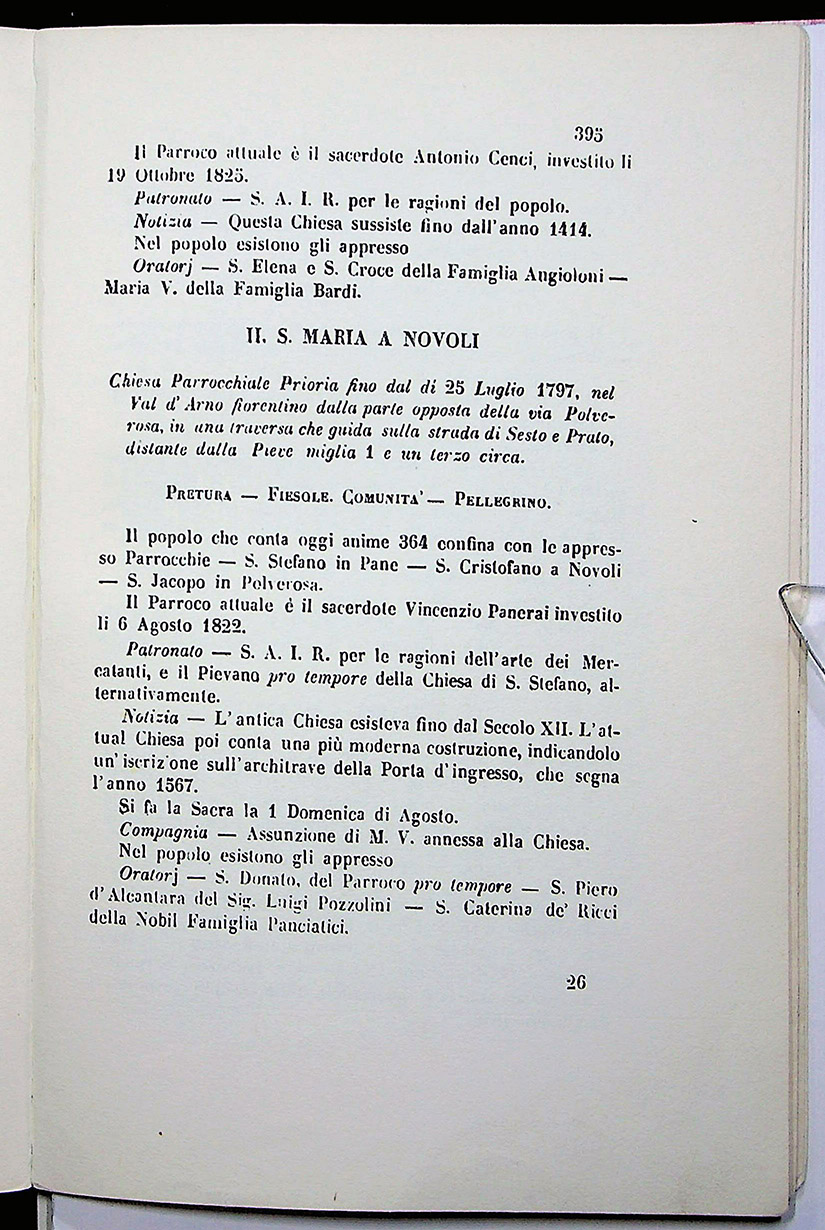 395
Il Parroco attuale è il sacerdote Antonio Cenci, investito li
19 Ottobre 1825.
Patronato — S. A. I. R. per le ragioni del popolo.
Notizia — Questa Chiesa sussiste fino dall'anno 1414.
Nel popolo esistono gli appresso
Oratorj — S. Elena e S. Croce della Famiglia Angioloni —
Maria V. della Famiglia Bardi.
II. S. MARIA A NOVOLI
Chiesa Parrocchiale Prioria fino dal di 25 Luglio 1797, nel
Val d'Arno fiorentino dalla parte opposta della via Polve-
rosa, in una traversa che guida sulla strada di Sesto e Prato,
distante dalla Pieve miglia 1 e un terzo circa.
PRETURA — FIESOLE. COMUNITA' — PELLEGRINO.
Il popolo che conta oggi anime 364 confina con le appres-
so Parrocchie — S. Stefano in Pane — S. Cristofano a Novoli
— S. Jacopo in Polverosa.
Il Parroco attuale è il sacerdote Vincenzio Panerai investito
li 6 Agosto 1822.
Patronato — S. A. I. R. per le ragioni dell'arte dei Mer-
catanti, e il Pievano pro tempore della Chiesa di S. Stefano, al-
ternativamente.
Notizia — L'antica Chiesa esisteva fino dal Secolo XII. L'at-
tual Chiesa poi conta una più moderna costruzione, indicandolo
un'iscriz'one sull'architrave della Porta d'ingresso, che segna
l'anno 1567.
Si fa la Sacra la 1 Domenica di Agosto.
Compagnia — Assunzione di M. V. annessa alla Chiesa.
Nel popolo esistono gli appresso
Oratorj — S. Donato, del Parroco pro tempore — S. Piero
d'Alcantara del Sig. Luigi Pozzolini — S. Caterina de' Ricci
della Nobil Famiglia Panciatici.
26